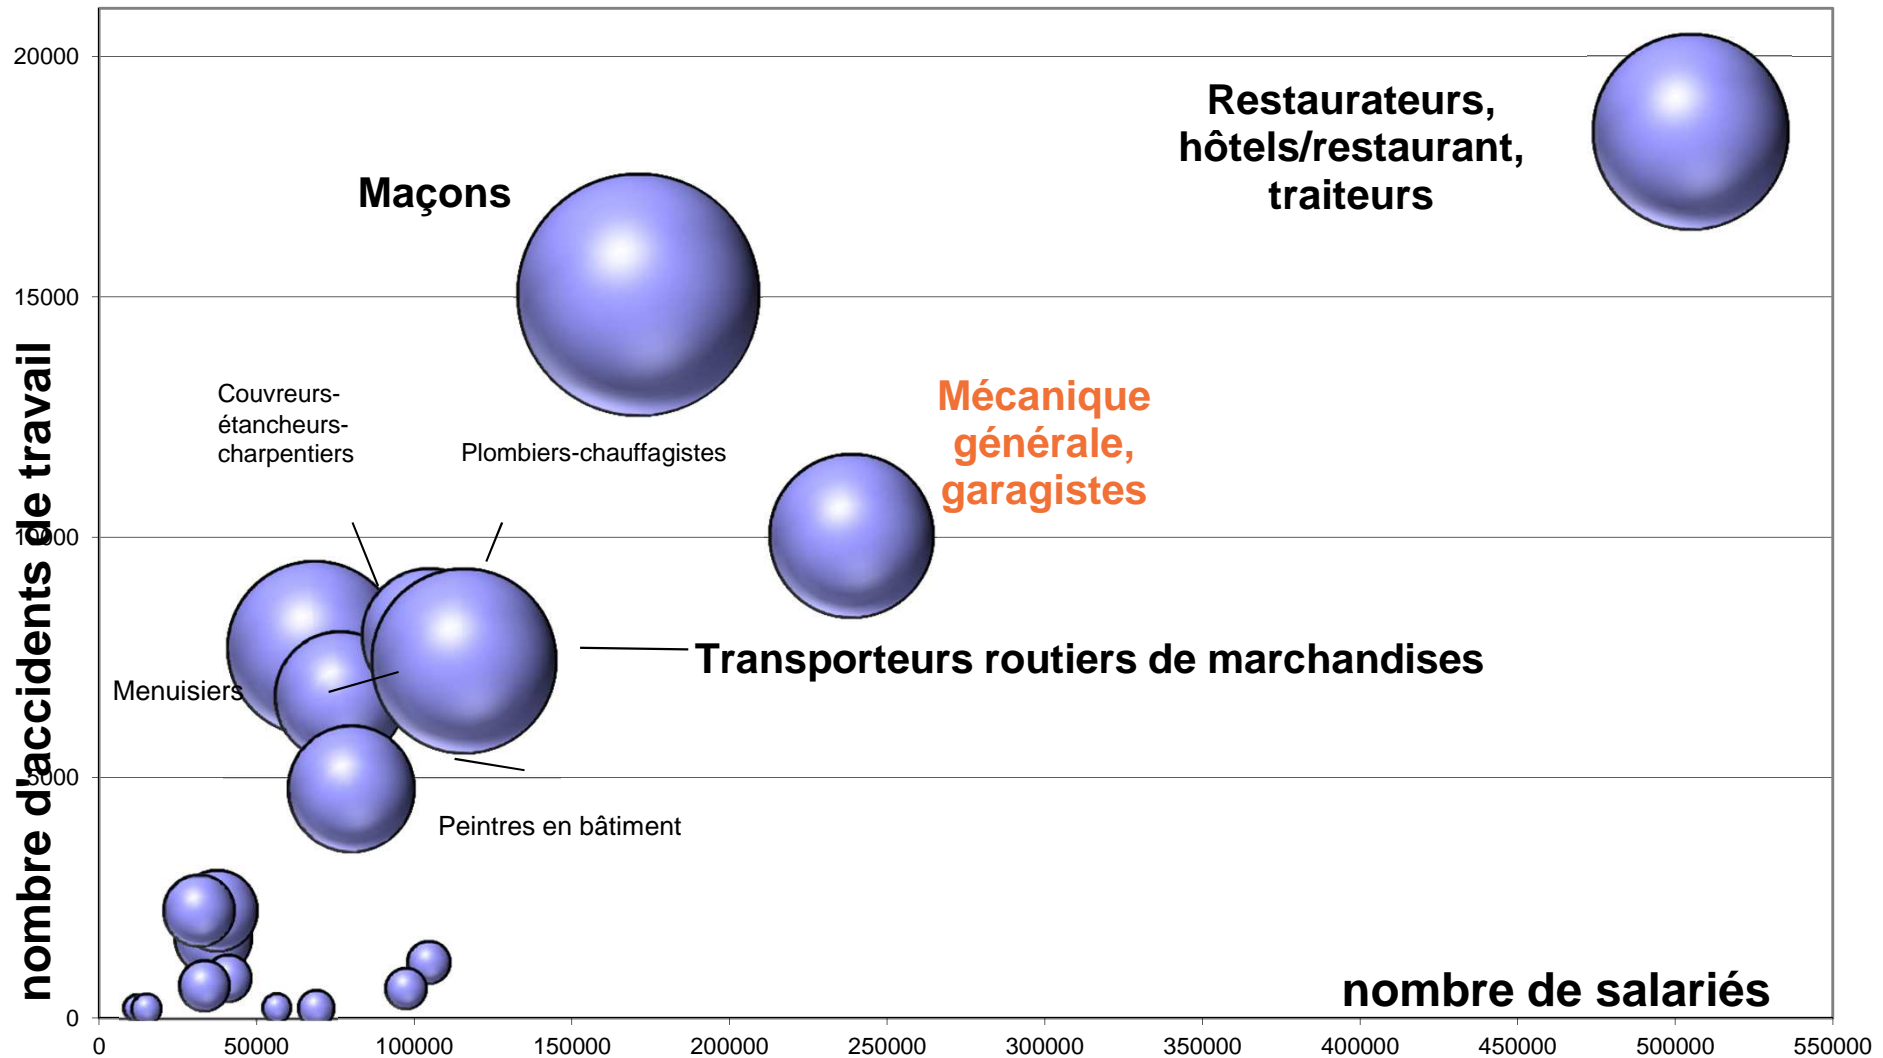 20000
15000
10000
5000
0
nombre d'accidents de travail
Restaurateurs,
hôtels/restaurant,
traiteurs
Maçons
Couvreurs-
étancheurs-
charpentiers
Plombiers-chauffagistes
Mécanique
générale,
garagistes
Transporteurs routiers de marchandises
Menuisiers
Peintres en bâtiment
nombre de salariés
0 50000 100000 150000 200000 250000 300000 350000 400000 450000 500000 550000